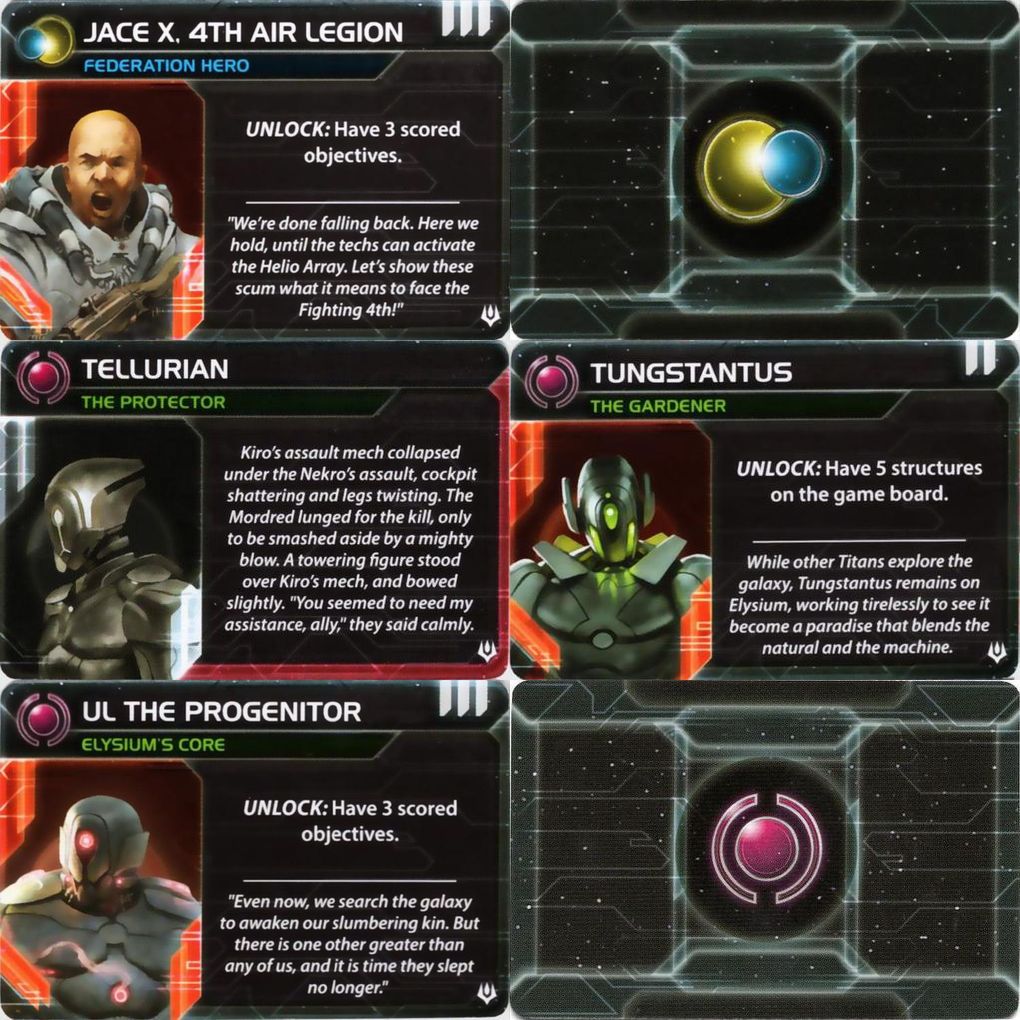 JACE X, 4TH AIR LEGION
FEDERATION HERO
UNLOCK: Have 3 scored
objectives.
"We're done falling back. Here we
hold, until the techs can activate
the Helio Array. Let's show these
scum what it means to face the
Fighting 4th!"
TELLURIAN
THE PROTECTOR
Kiro's assault mech collapsed
under the Nekro's assault, cockpit
shattering and legs twisting. The
Mordred lunged for the kill, only
to be smashed aside by a mighty
blow. A towering figure stood
over Kiro's mech, and bowed
slightly. "You seemed to need my
assistance, ally," they said calmly.
TUNGSTANTUS
THE GARDENER
UNLOCK: Have 5 structures
on the game board.
While other Titans explore the
galaxy, Tungstantus remains on
Elysium, working tirelessly to see it
become a paradise that blends the
natural and the machine.
UL THE PROGENITOR
ELYSIUM'S CORE
UNLOCK: Have 3 scored
objectives.
"Even now, we search the galaxy
to awaken our slumbering kin. But
there is one other greater than
any of us, and it is time they slept
no longer."